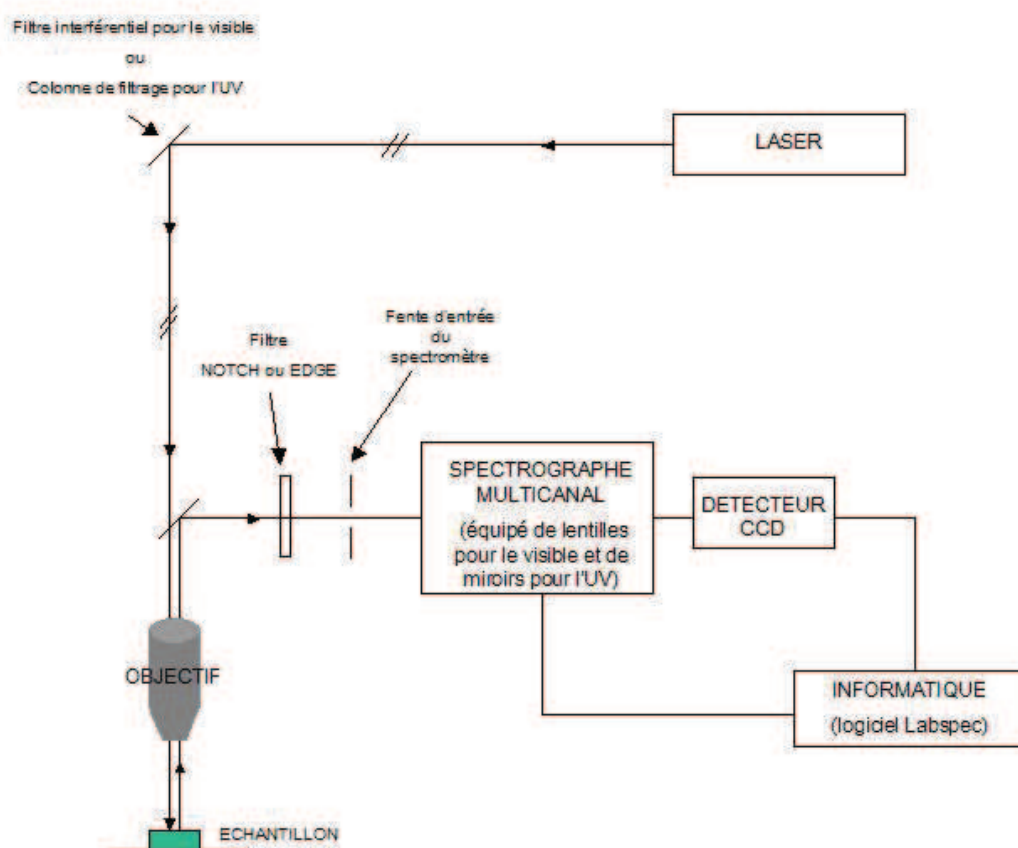 Filtre interférentiel pour le visible
ou
Colonne de filtrage pour l'UV
LASER
Fente d'entrée
du
spectromètre
Filtre
NOTCH ou EDGE
SPECTROGRAPHE
MULTICANAL
(équipé de lentilles
pour le visible et de
miroirs pour l'UV)
DETECTEUR
CCD
OBJECTIF
INFORMATIQUE
(logiciel Labspec)
ECHANTILLON